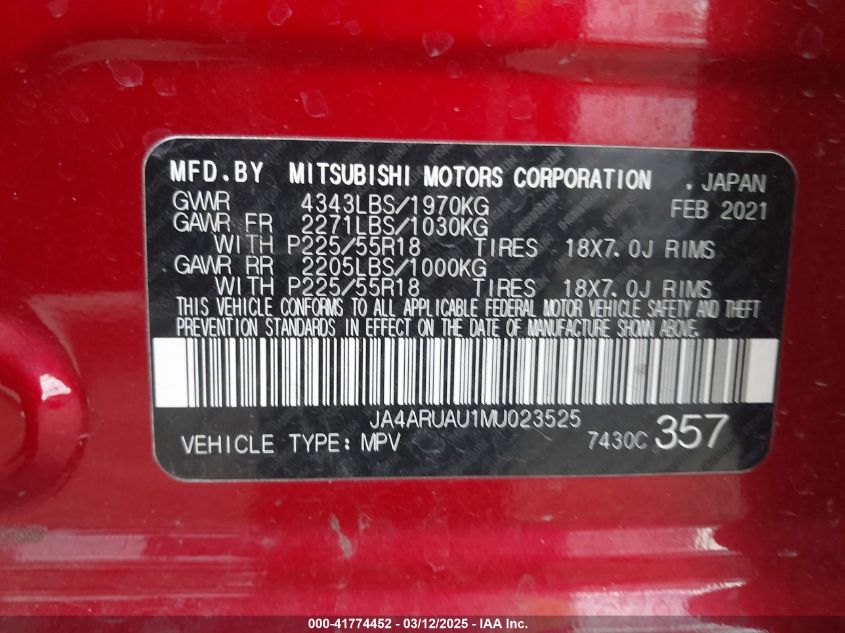 MFD.BY MITSUBISHI MOTORS CORPORATION . JAPAN
GVWR 4343LBS/1970KG FEB 2021
GAWR FR 2271LBS/1030KG
WITH P225/55R18 TIRES 18X7.0J RIMS
GAWR RR 2205LBS/1000KG
WITH P225/55R18 TIRES 18X7.0J RIMS
THIS VEHICLE CONFORMS TO ALL APPLICABLE FEDERAL MOTOR VEHICLE SAFETY AND THEFT
PREVENTION STANDARDS IN EFFECT ON THE DATE OF MANUFACTURE SHOWN ABOVE.
JA4ARUAU1MU023525
VEHICLE TYPE: MPV 7430C 357
000-41774452 - 03/12/2025 - IAA Inc.